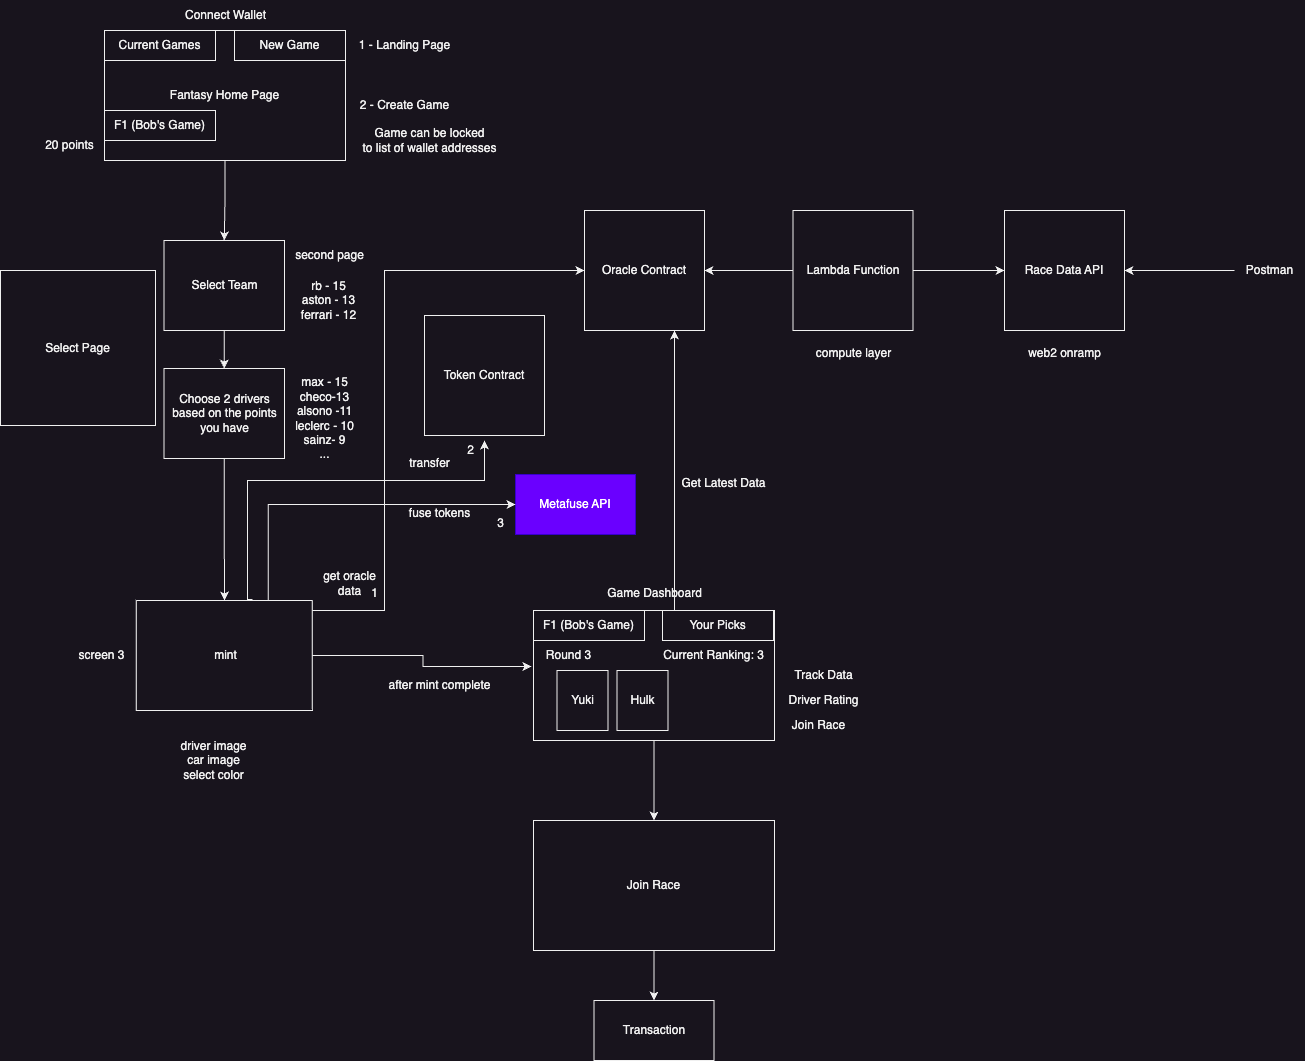 Connect Wallet
Current Games
New Game
1 - Landing Page
Fantasy Home Page
2 - Create Game
F1 (Bob's Game)
Game can be locked
to list of wallet addresses
20 points
Select Team
second page
rb - 15
aston - 13
ferrari - 12
Select Page
Choose 2 drivers
based on the points
you have
max - 15
checo-13
alsono -11
leclerc - 10
sainz- 9
...
Oracle Contract
Lambda Function
Race Data API
Postman
compute layer
web2 onramp
Token Contract
2
transfer
Metafuse API
fuse tokens
3
Get Latest Data
get oracle
data
1
screen 3
mint
after mint complete
driver image
car image
select color
Game Dashboard
F1 (Bob's Game)
Your Picks
Round 3
Current Ranking: 3
Yuki
Hulk
Track Data
Driver Rating
Join Race
Join Race
Transaction